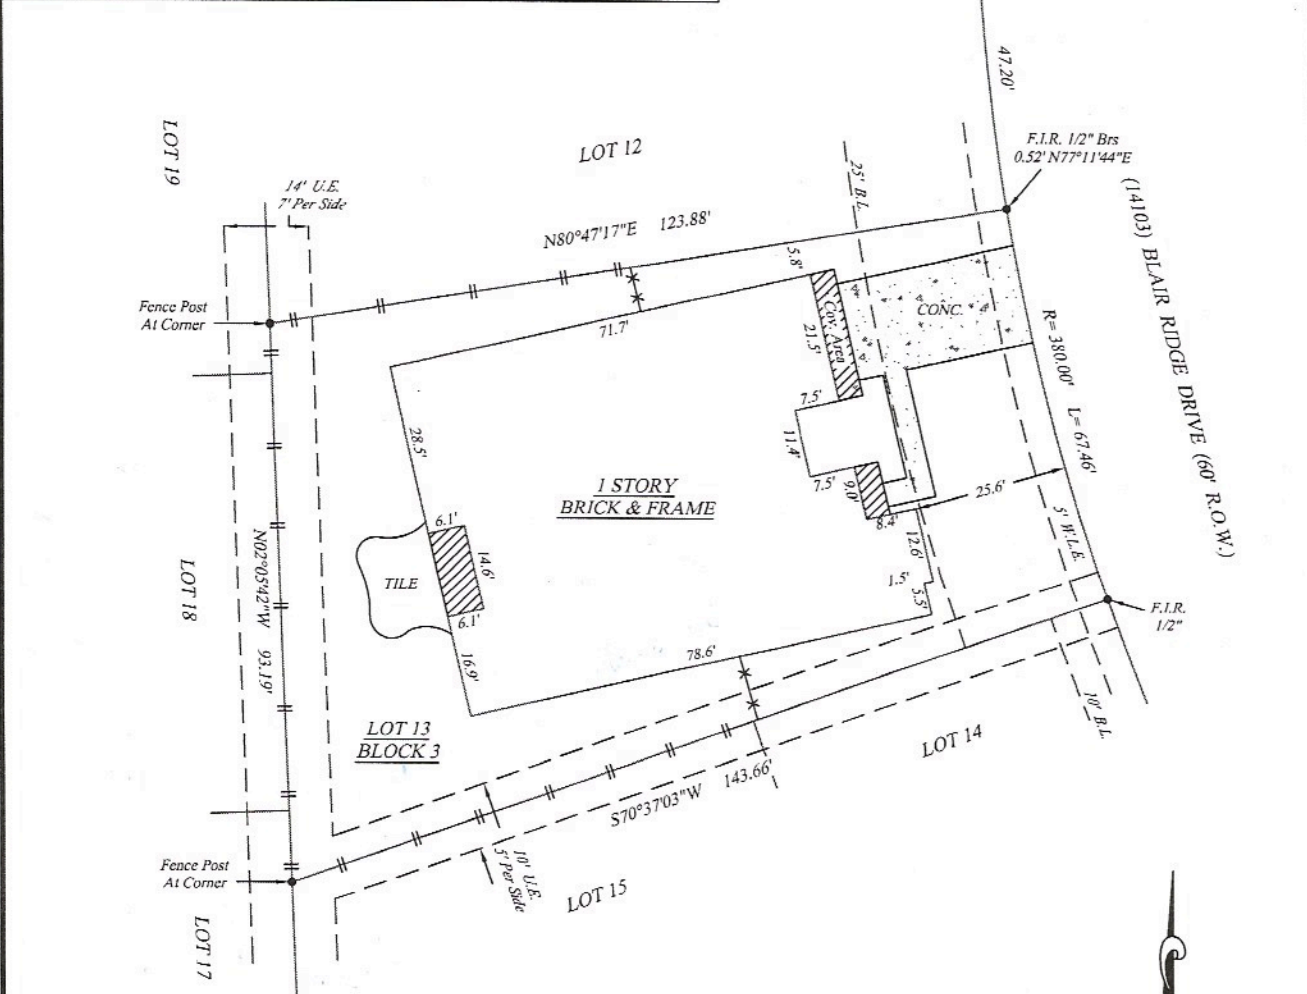 47.20'
F.I.R. 1/2" Brs
0.52' N77°11'44"E
LOT 12
LOT 19
14' U.E.
7' Per Side
25' B.L.
(14103) BLAIR RIDGE DRIVE (60' R.O.W.)
N80°47'17"E 123.88'
5.8'
Fence Post
At Corner
71.7'
Cov. Area
21.5'
CONC.
R= 380.00' L= 67.46'
7.5'
11.4'
7.5'
9.0'
8.4'
25.6'
28.5'
1 STORY
BRICK & FRAME
12.6'
5' W.L.E.
6.1'
14.6'
TILE
6.1'
1.5'
5.5'
F.I.R.
1/2"
LOT 18
N02°05'42"W 93.19'
16.9'
78.6'
LOT 13
BLOCK 3
10' B.L.
LOT 14
143.66'
S70°37'03"W
10' U.E.
5' Per Side
Fence Post
At Corner
LOT 15
LOT 17